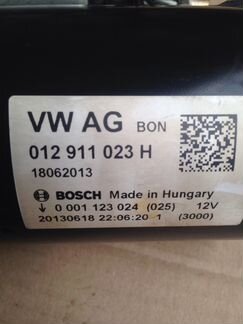 VW AG BON
012 911 023 H
18062013
BOSCH Made in Hungary
0 001 123 024 (025) 12V
20130618 22:06:20 1 (3000)